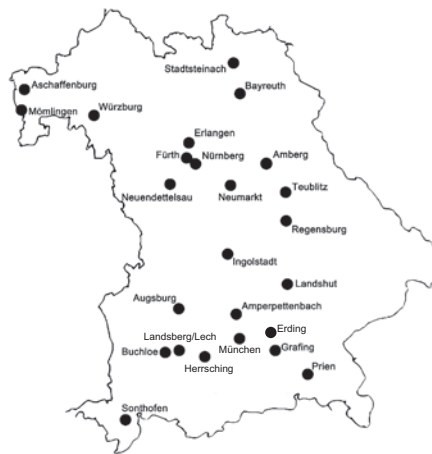 Stadtsteinach
Aschaffenburg
Bayreuth
Mömlingen
Würzburg
Erlangen
Fürth
Nürnberg
Amberg
Neuendettelsau
Neumarkt
Teublitz
Regensburg
Ingolstadt
Landshut
Augsburg
Amperpettenbach
Erding
Landsberg/Lech
München
Buchloe
Grafing
Herrsching
Prien
Sonthofen